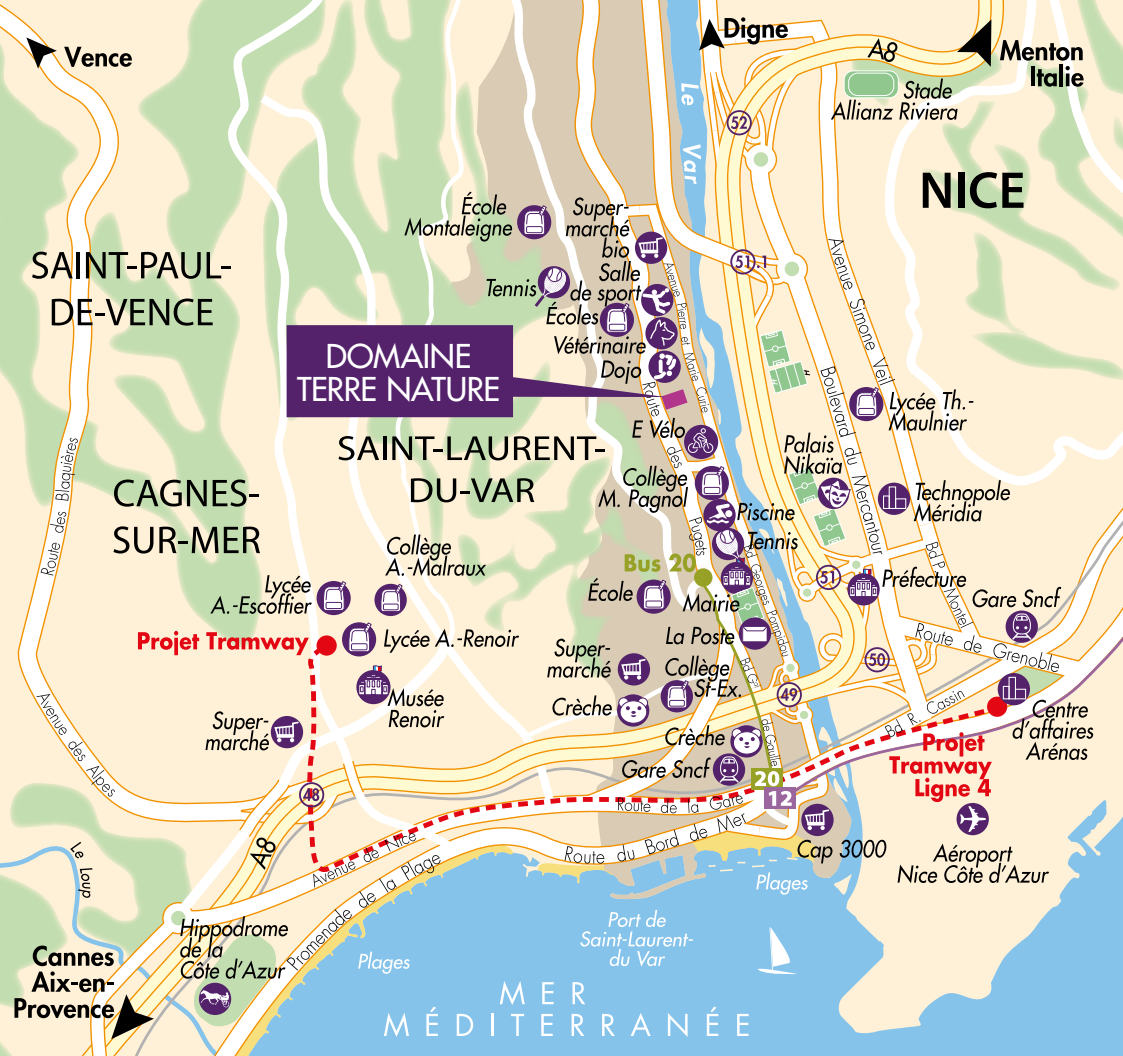 Vence
Digne
A8
Menton
Italie
Stade
Allianz Riviera
Le Var
52
NICE
École
Montaleigne
Super-
marché
bio
SAINT-PAUL-
DE-VENCE
51.1
Avenue Simone Veil
Tennis
Salle
de sport
Avenue Pierre et Marie Curie
Écoles
Vétérinaire
Dojo
DOMAINE
TERRE NATURE
Route des Pugets
Boulevard du Mercantour
Lycée Th.-
Maulnier
E Vélo
SAINT-LAURENT-
DU-VAR
Palais
Nikaïa
Route des Blaquières
CAGNES-
SUR-MER
Collège
M. Pagnol
Technopole
Méridia
Piscine
Tennis
Collège
A.-Malraux
Bus 20
Bd Georges Pompidou
Bd P. Montel
Lycée
A.-Escoffier
École
Mairie
51
Préfecture
Gare Sncf
Projet Tramway
Lycée A.-Renoir
La Poste
Route de Grenoble
Super-
marché
Collège
St-Ex.
Bd Gal de Gaulle
50
Musée
Renoir
Crèche
49
Bd R. Cassin
Centre
d'affaires
Arénas
Super-
marché
Avenue des Alpes
Crèche
Gare Sncf
Projet
Tramway
Ligne 4
20
12
48
Route de la Gare
A8
Avenue de Nice
Route du Bord de Mer
Cap 3000
Aéroport
Nice Côte d'Azur
Le Loup
Promenade de la Plage
Plages
Hippodrome
de la
Côte d'Azur
Port de
Saint-Laurent-
du Var
Plages
Cannes
Aix-en-
Provence
MER
MÉDITERRANÉE